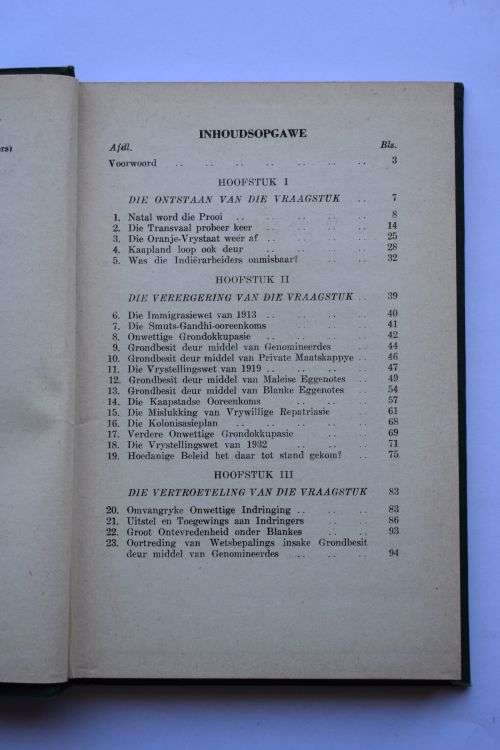 ers)
INHOUDSOPGAWE
Afdl. Bls.
Voorwoord .. .. .. .. .. .. .. 3
HOOFSTUK I
DIE ONTSTAAN VAN DIE VRAAGSTUK .. 7
1. Natal word die Prooi .. .. .. .. .. 8
2. Die Transvaal probeer keer .. .. .. .. 14
3. Die Oranje-Vrystaat weer af .. .. .. .. 25
4. Kaapland loop ook deur .. .. .. .. 28
5. Was die Indiërarbeiders onmisbaar? .. .. 32
HOOFSTUK II
DIE VERERGERING VAN DIE VRAAGSTUK .. 39
6. Die Immigrasiewet van 1913 .. .. .. .. 40
7. Die Smuts-Gandhi-ooreenkoms .. .. .. 41
8. Onwettige Grondokkupasie .. .. .. .. 42
9. Grondbesit deur middel van Genomineerdes .. 44
10. Grondbesit deur middel van Private Maatskappye .. 46
11. Die Vrystellingswet van 1919 .. .. .. .. 47
12. Grondbesit deur middel van Maleise Eggenotes .. 49
13. Grondbesit deur middel van Blanke Eggenotes .. 54
14. Die Kaapstadse Ooreenkoms .. .. .. 57
15. Die Mislukking van Vrywillige Repatriasie .. 61
16. Die Kolonisasieplan .. .. .. .. .. 68
17. Verdere Onwettige Grondokkupasie .. .. 69
18. Die Vrystellingswet van 1932 .. .. .. .. 71
19. Hoedanige Beleid het daar tot stand gekom? .. 75
HOOFSTUK III
DIE VERTROETELING VAN DIE VRAAGSTUK 83
20. Omvangryke Onwettige Indringing .. .. .. 83
21. Uitstel en Toegewings aan Indringers .. .. 86
22. Groot Ontevredenheid onder Blankes .. .. 93
23. Oortreding van Wetsbepalings insake Grondbesit
deur middel van Genomineerdes .. .. .. 94